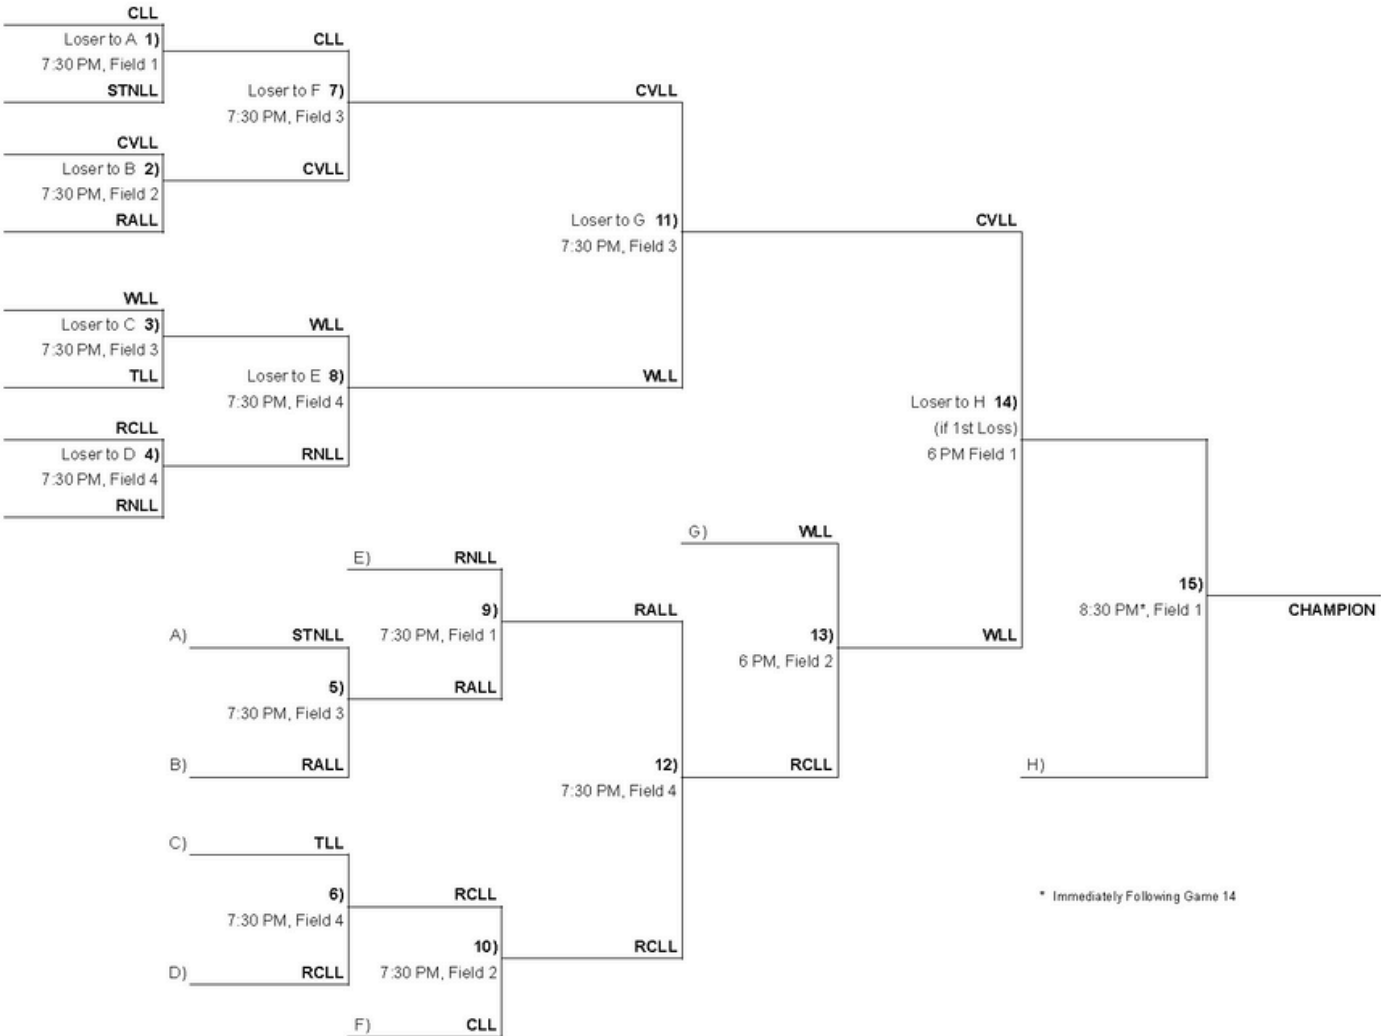 CLL
Loser to A 1)
7:30 PM, Field 1
STNLL
CLL
Loser to F 7)
7:30 PM, Field 3
CVLL
CVLL
Loser to B 2)
7:30 PM, Field 2
RALL
CVLL
Loser to G 11)
7:30 PM, Field 3
WLL
WLL
Loser to C 3)
7:30 PM, Field 3
TLL
WLL
Loser to E 8)
7:30 PM, Field 4
RNLL
RCLL
Loser to D 4)
7:30 PM, Field 4
RNLL
CVLL
Loser to H 14)
(if 1st Loss)
6 PM Field 1
WLL
E) RNLL
9)
7:30 PM, Field 1
RALL
A) STNLL
5)
7:30 PM, Field 3
B) RALL
RALL
12)
7:30 PM, Field 4
RCLL
G) WLL
13)
6 PM, Field 2
RCLL
C) TLL
6)
7:30 PM, Field 4
D) RCLL
RCLL
10)
7:30 PM, Field 2
F) CLL
15)
8:30 PM*, Field 1
CHAMPION
H)
* Immediately Following Game 14